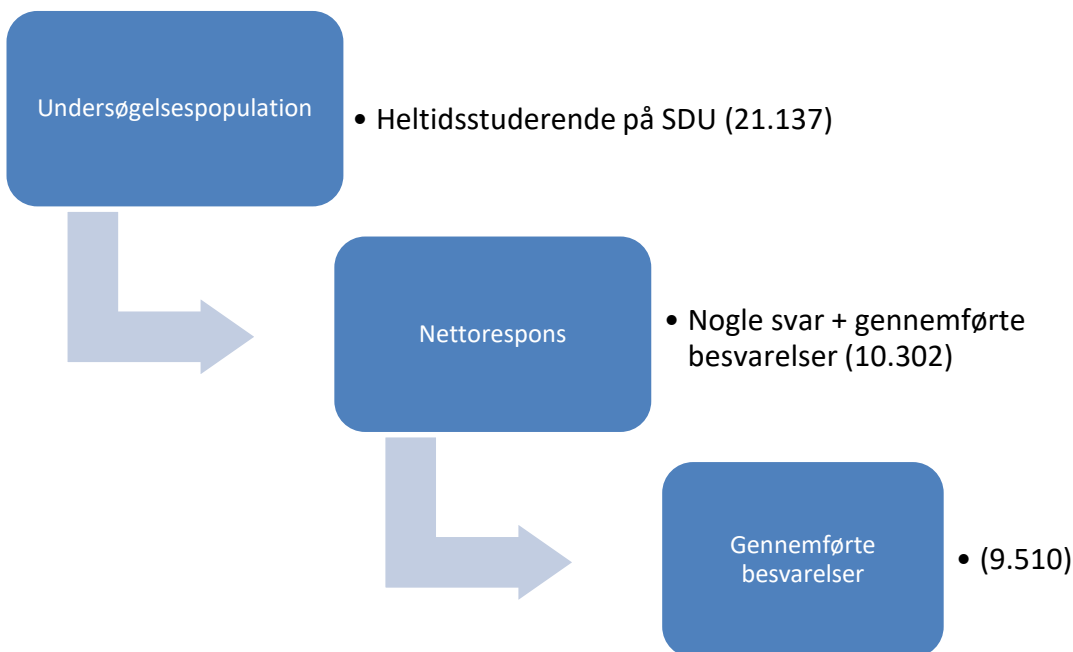 Undersøgelsespopulation
• Heltidsstuderende på SDU (21.137)
Nettorespons
• Nogle svar + gennemførte
besvarelser (10.302)
Gennemførte
besvarelser
• (9.510)